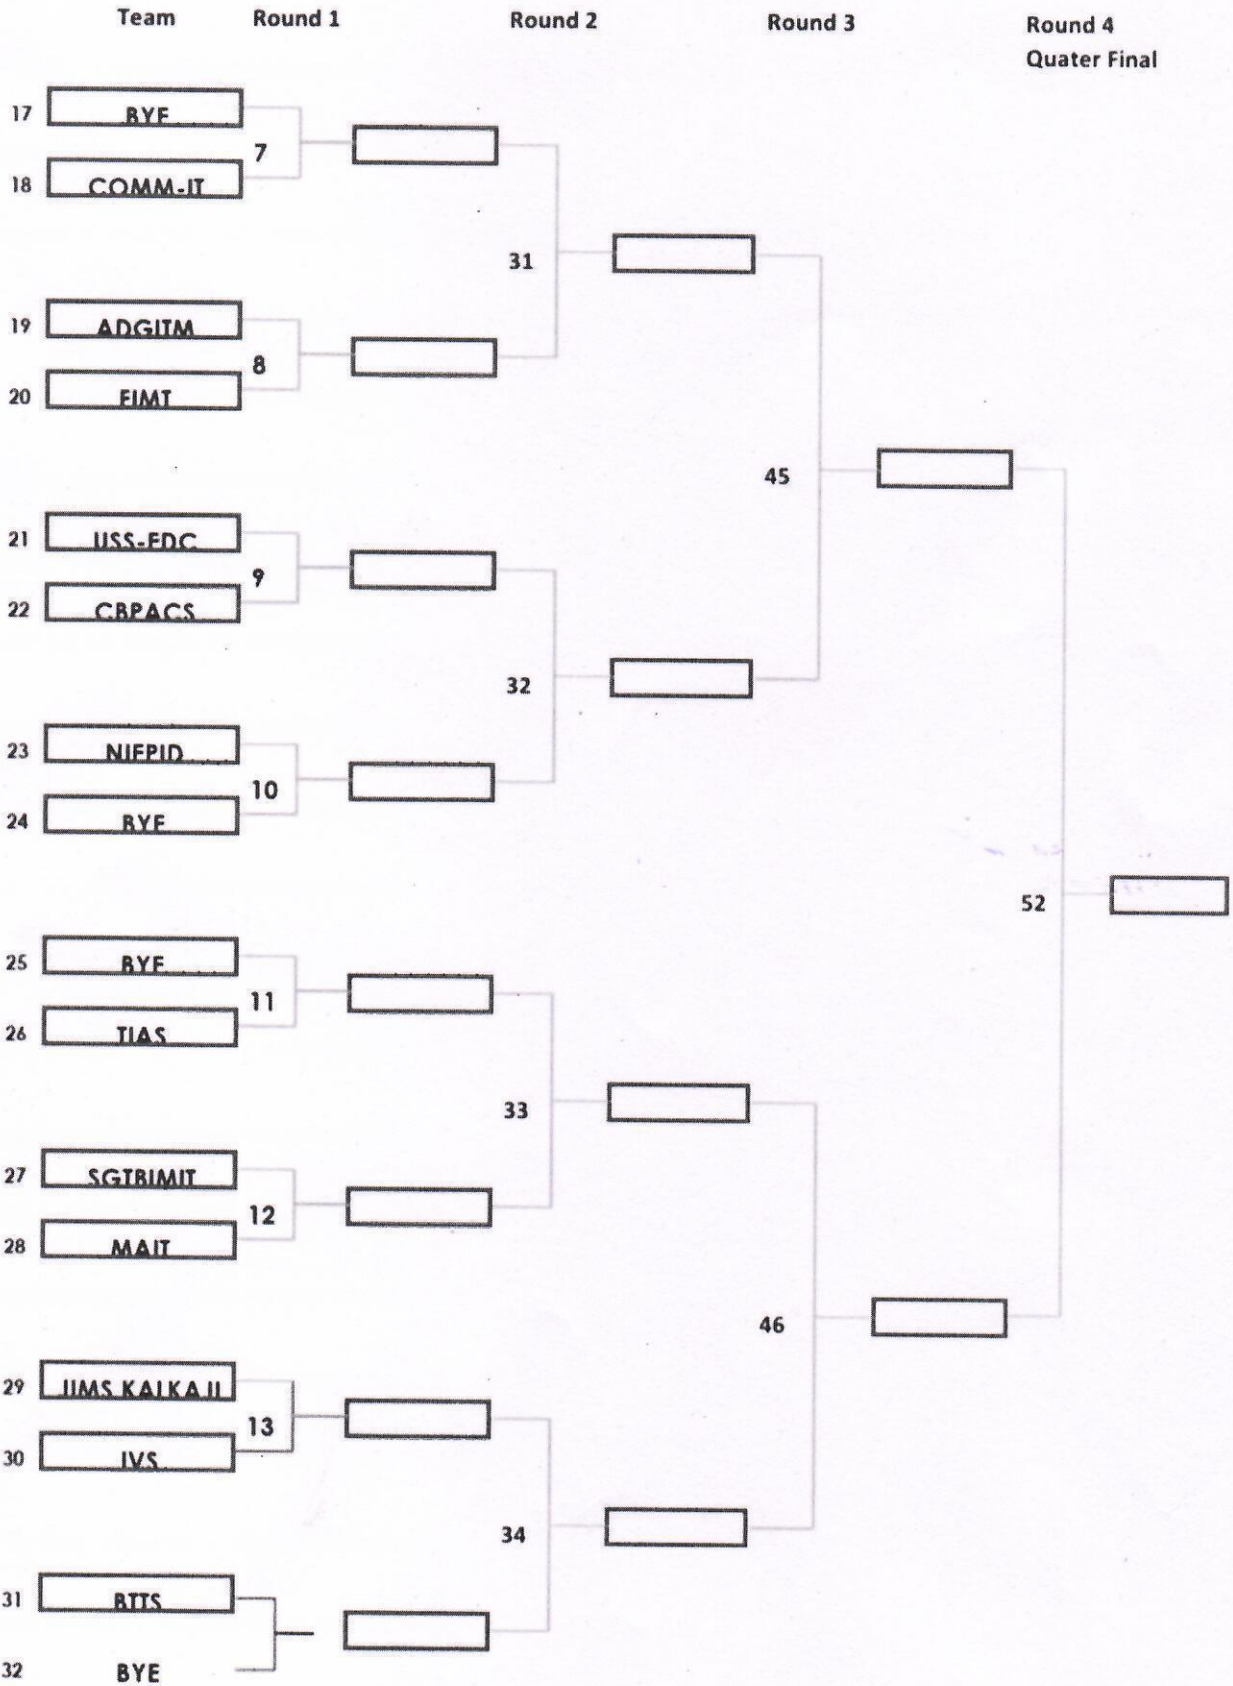 Team Round 1 Round 2 Round 3 Round 4
Quater Final
17 BYE
7
18 COMM-IT
31
19 ADGITM
8
20 FIMT
45
21 USS-EDC
9
22 CBPACS
32
23 NIEPID
10
24 BYE
52
25 BYE
11
26 TIAS
33
27 SGTBIMIT
12
28 MAIT
46
29 JIMS KALKAJI
13
30 IVS
34
31 BTTS
32 BYE